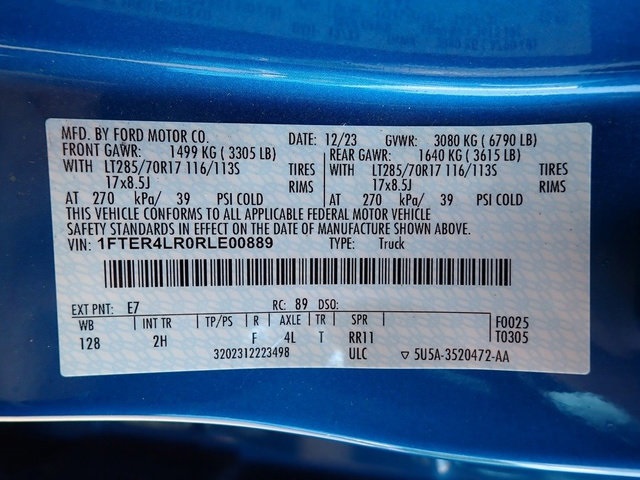 MFD. BY FORD MOTOR CO. DATE: 12/23 GVWR: 3080 KG ( 6790 LB)
FRONT GAWR: 1499 KG ( 3305 LB) REAR GAWR: 1640 KG ( 3615 LB)
WITH LT285/70R17 116/113S TIRES WITH LT285/70R17 116/113S TIRES
17x8.5J RIMS 17x8.5J RIMS
AT 270 kPa/ 39 PSI COLD AT 270 kPa/ 39 PSI COLD
THIS VEHICLE CONFORMS TO ALL APPLICABLE FEDERAL MOTOR VEHICLE
SAFETY STANDARDS IN EFFECT ON THE DATE OF MANUFACTURE SHOWN ABOVE.
VIN: 1FTER4LR0RLE00889 TYPE: Truck
EXT PNT: E7 RC: 89 DSO:
WB INT TR TP/PS R AXLE TR SPR F0025
128 2H F 4L T RR11 T0305
3202312223498 ULC ▽ 5U5A-3520472-AA